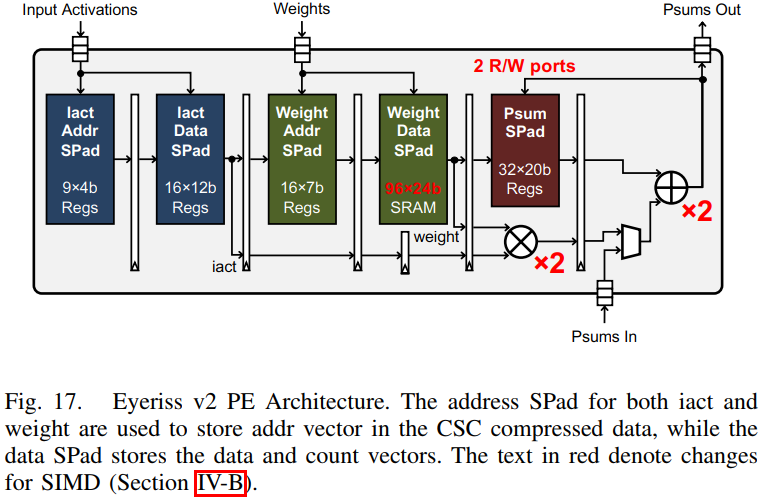 Input Activations
Weights
Psums Out
2 R/W ports
Iact
Addr
SPad
9×4b
Regs
Iact
Data
SPad
16×12b
Regs
Weight
Addr
SPad
16×7b
Regs
Weight
Data
SPad
96×24b
SRAM
Psum
SPad
32×20b
Regs
×2
weight
×2
iact
Psums In
Fig. 17. Eyeriss v2 PE Architecture. The address SPad for both iact and
weight are used to store addr vector in the CSC compressed data, while the
data SPad stores the data and count vectors. The text in red denote changes
for SIMD (Section IV-B).